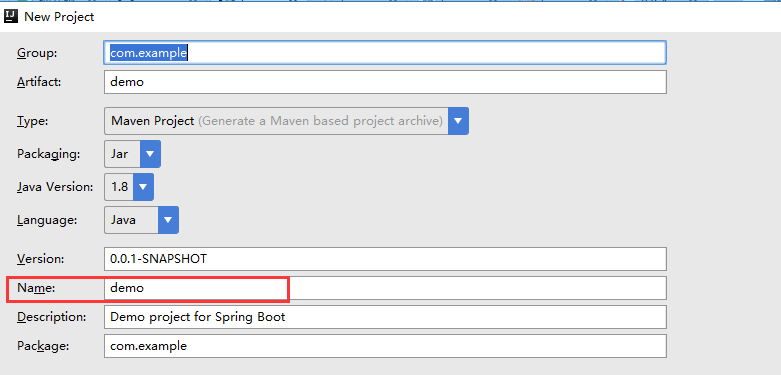 New Project
Group: com.example
Artifact: demo
Type: Maven Project (Generate a Maven based project archive)
Packaging: Jar
Java Version: 1.8
Language: Java
Version: 0.0.1-SNAPSHOT
Name: demo
Description: Demo project for Spring Boot
Package: com.example